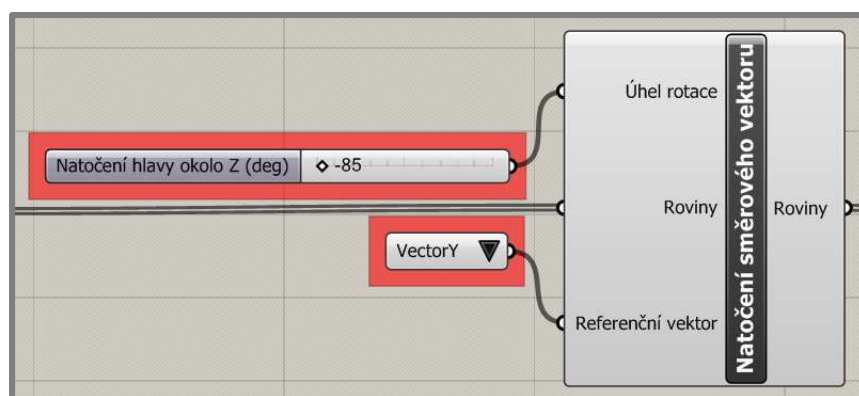 Úhel rotace
Natočení hlavy okolo Z (deg)
-85
Roviny
Roviny
VectorY
Referenční vektor
Natočení směrového vektoru